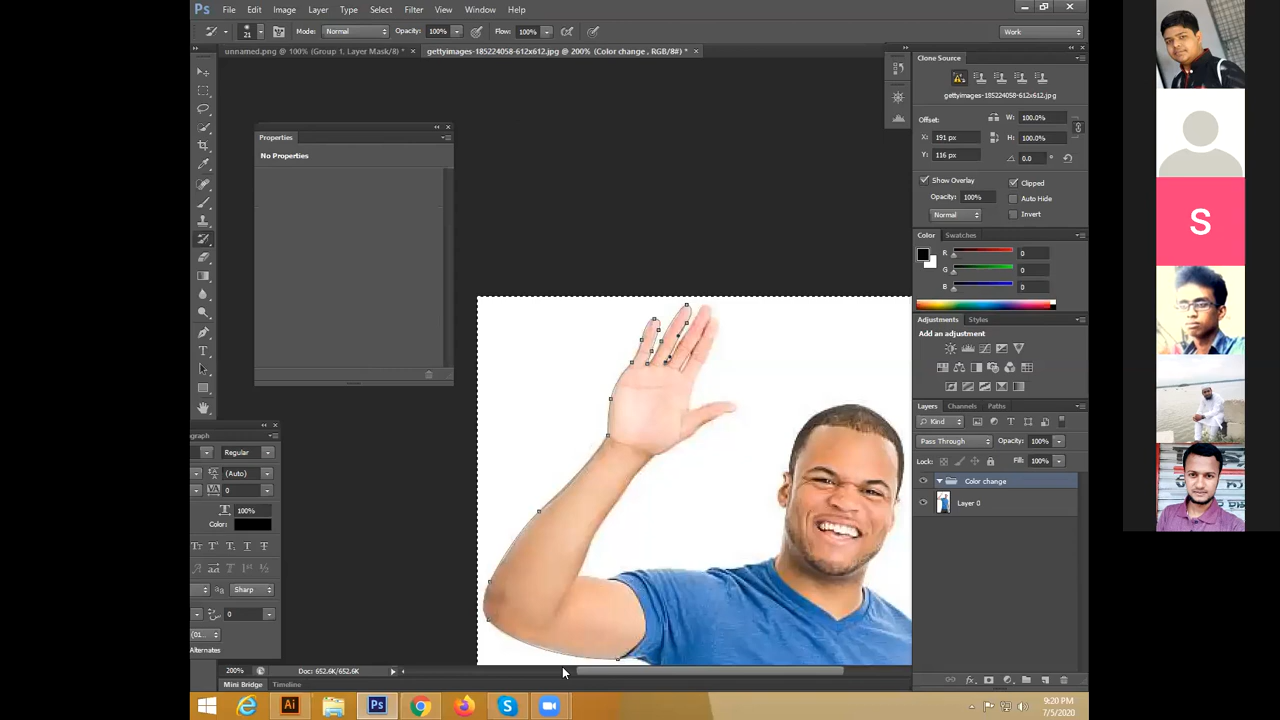 Ps File Edit Image Layer Type Select Filter View Window Help
21 Mode: Normal Opacity: 100% Flow: 100% Work
unnamed.png @ 100% (Group 1, Layer Mask/8) * × gettyimages-185224058-612x612.jpg @ 200% (Color change , RGB/8#) * ×
Properties
No Properties
Clone Source
gettyimages-185224058-612x612.jpg
Offset: W: 100.0%
X: 191 px H: 100.0%
Y: 116 px 0.0 °
Show Overlay Clipped
Opacity: 100% Auto Hide
Normal Invert
Color Swatches
R 0
G 0
B 0
Adjustments Styles
Add an adjustment
Layers Channels Paths
Kind
Pass Through Opacity: 100%
Lock: Fill: 100%
Color change
Layer 0
agraph
Regular
(Auto)
0
100%
Color:
Sharp
0
(01...
Alternates
200% Doc: 652.6K/652.6K
Mini Bridge Timeline
Ai Ps S
9:20 PM
7/5/2020
S